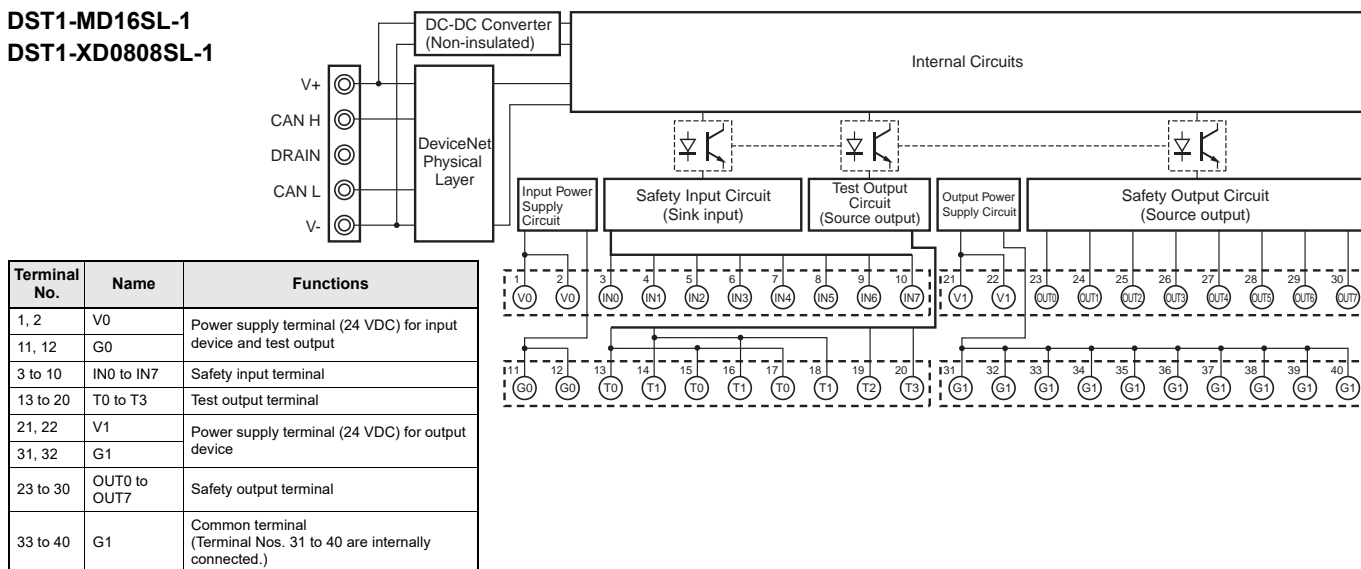 DST1-MD16SL-1
DST1-XD0808SL-1
DC-DC Converter
(Non-insulated)
Internal Circuits
V+
CAN H
DRAIN
CAN L
V-
DeviceNet
Physical
Layer
Input Power
Supply
Circuit
Safety Input Circuit
(Sink input)
Test Output
Circuit
(Source output)
Output Power
Supply Circuit
Safety Output Circuit
(Source output)
1 2 3 4 5 6 7 8 9 10 21 22 23 24 25 26 27 28 29 30
V0 V0 IN0 IN1 IN2 IN3 IN4 IN5 IN6 IN7 V1 V1 OUT0 OUT1 OUT2 OUT3 OUT4 OUT5 OUT6 OUT7
11 12 13 14 15 16 17 18 19 20 31 32 33 34 35 36 37 38 39 40
G0 G0 T0 T1 T0 T1 T0 T1 T2 T3 G1 G1 G1 G1 G1 G1 G1 G1 G1 G1
Terminal
No. Name Functions
1, 2 V0 Power supply terminal (24 VDC) for input
11, 12 G0 device and test output
3 to 10 IN0 to IN7 Safety input terminal
13 to 20 T0 to T3 Test output terminal
21, 22 V1 Power supply terminal (24 VDC) for output
31, 32 G1 device
23 to 30 OUT0 to
OUT7 Safety output terminal
33 to 40 G1 Common terminal
(Terminal Nos. 31 to 40 are internally
connected.)